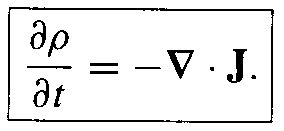 ∂ρ/∂t = −∇ · J.